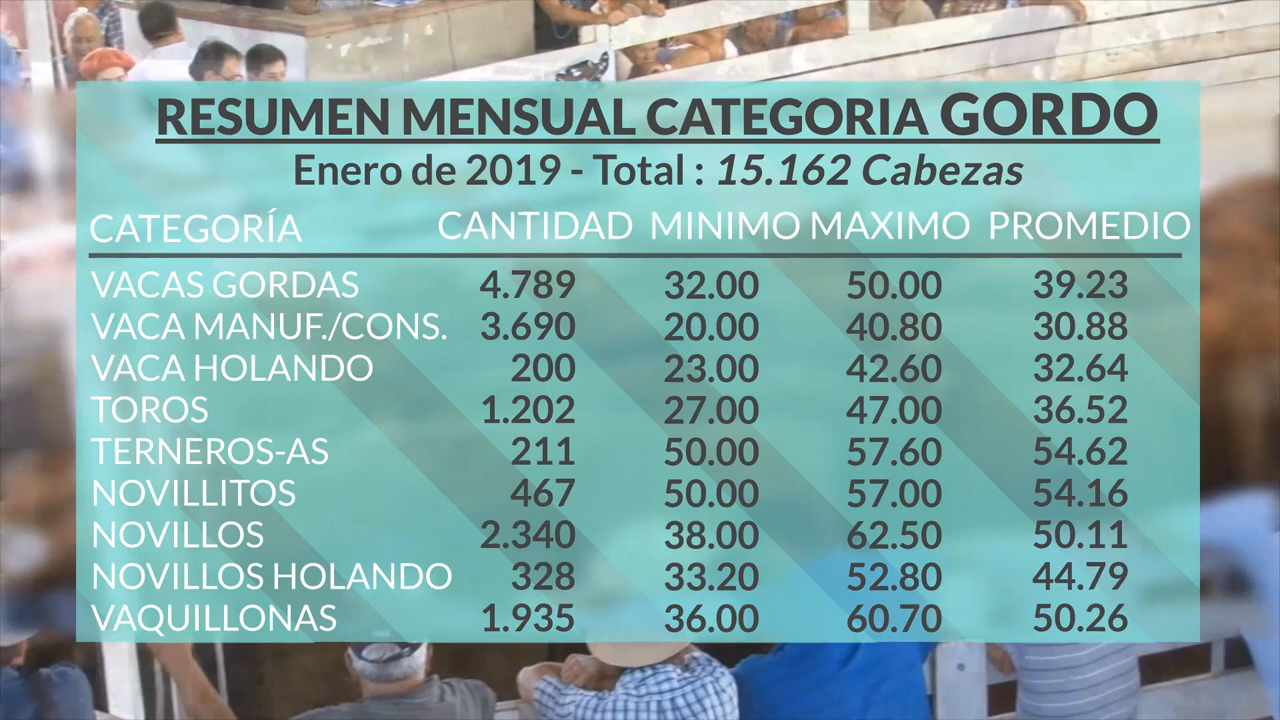 RESUMEN MENSUAL CATEGORIA GORDO
Enero de 2019 - Total : 15.162 Cabezas
CATEGORÍA CANTIDAD MINIMO MAXIMO PROMEDIO
VACAS GORDAS 4.789 32.00 50.00 39.23
VACA MANUF./CONS. 3.690 20.00 40.80 30.88
VACA HOLANDO 200 23.00 42.60 32.64
TOROS 1.202 27.00 47.00 36.52
TERNEROS-AS 211 50.00 57.60 54.62
NOVILLITOS 467 50.00 57.00 54.16
NOVILLOS 2.340 38.00 62.50 50.11
NOVILLOS HOLANDO 328 33.20 52.80 44.79
VAQUILLONAS 1.935 36.00 60.70 50.26